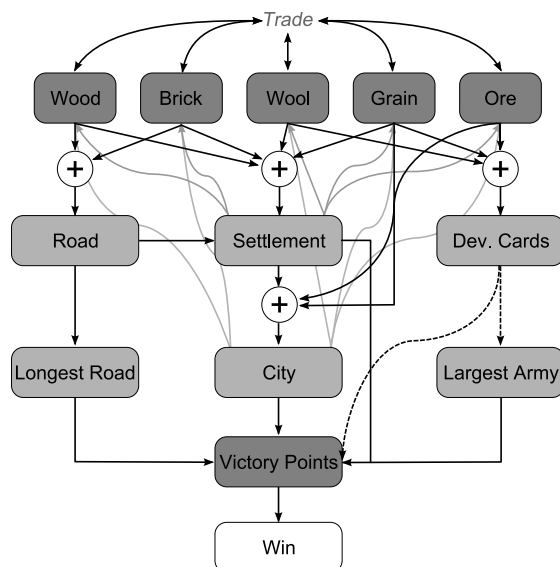 Trade
Wood
Brick
Wool
Grain
Ore
+
+
+
Road
Settlement
Dev. Cards
+
Longest Road
City
Largest Army
Victory Points
Win